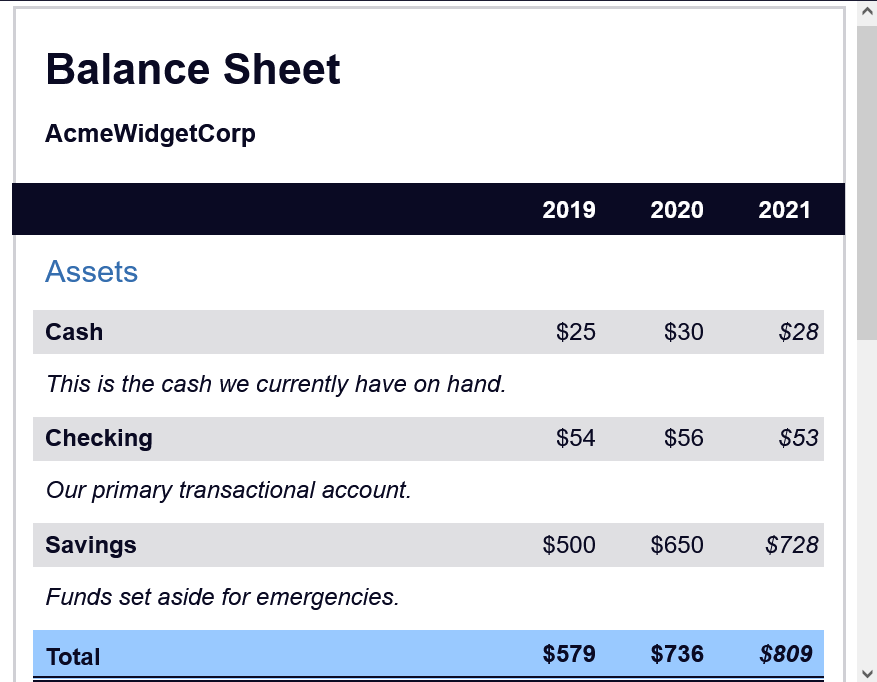 Balance Sheet
AcmeWidgetCorp
2019 2020 2021
Assets
Cash $25 $30 $28
This is the cash we currently have on hand.
Checking $54 $56 $53
Our primary transactional account.
Savings $500 $650 $728
Funds set aside for emergencies.
Total $579 $736 $809